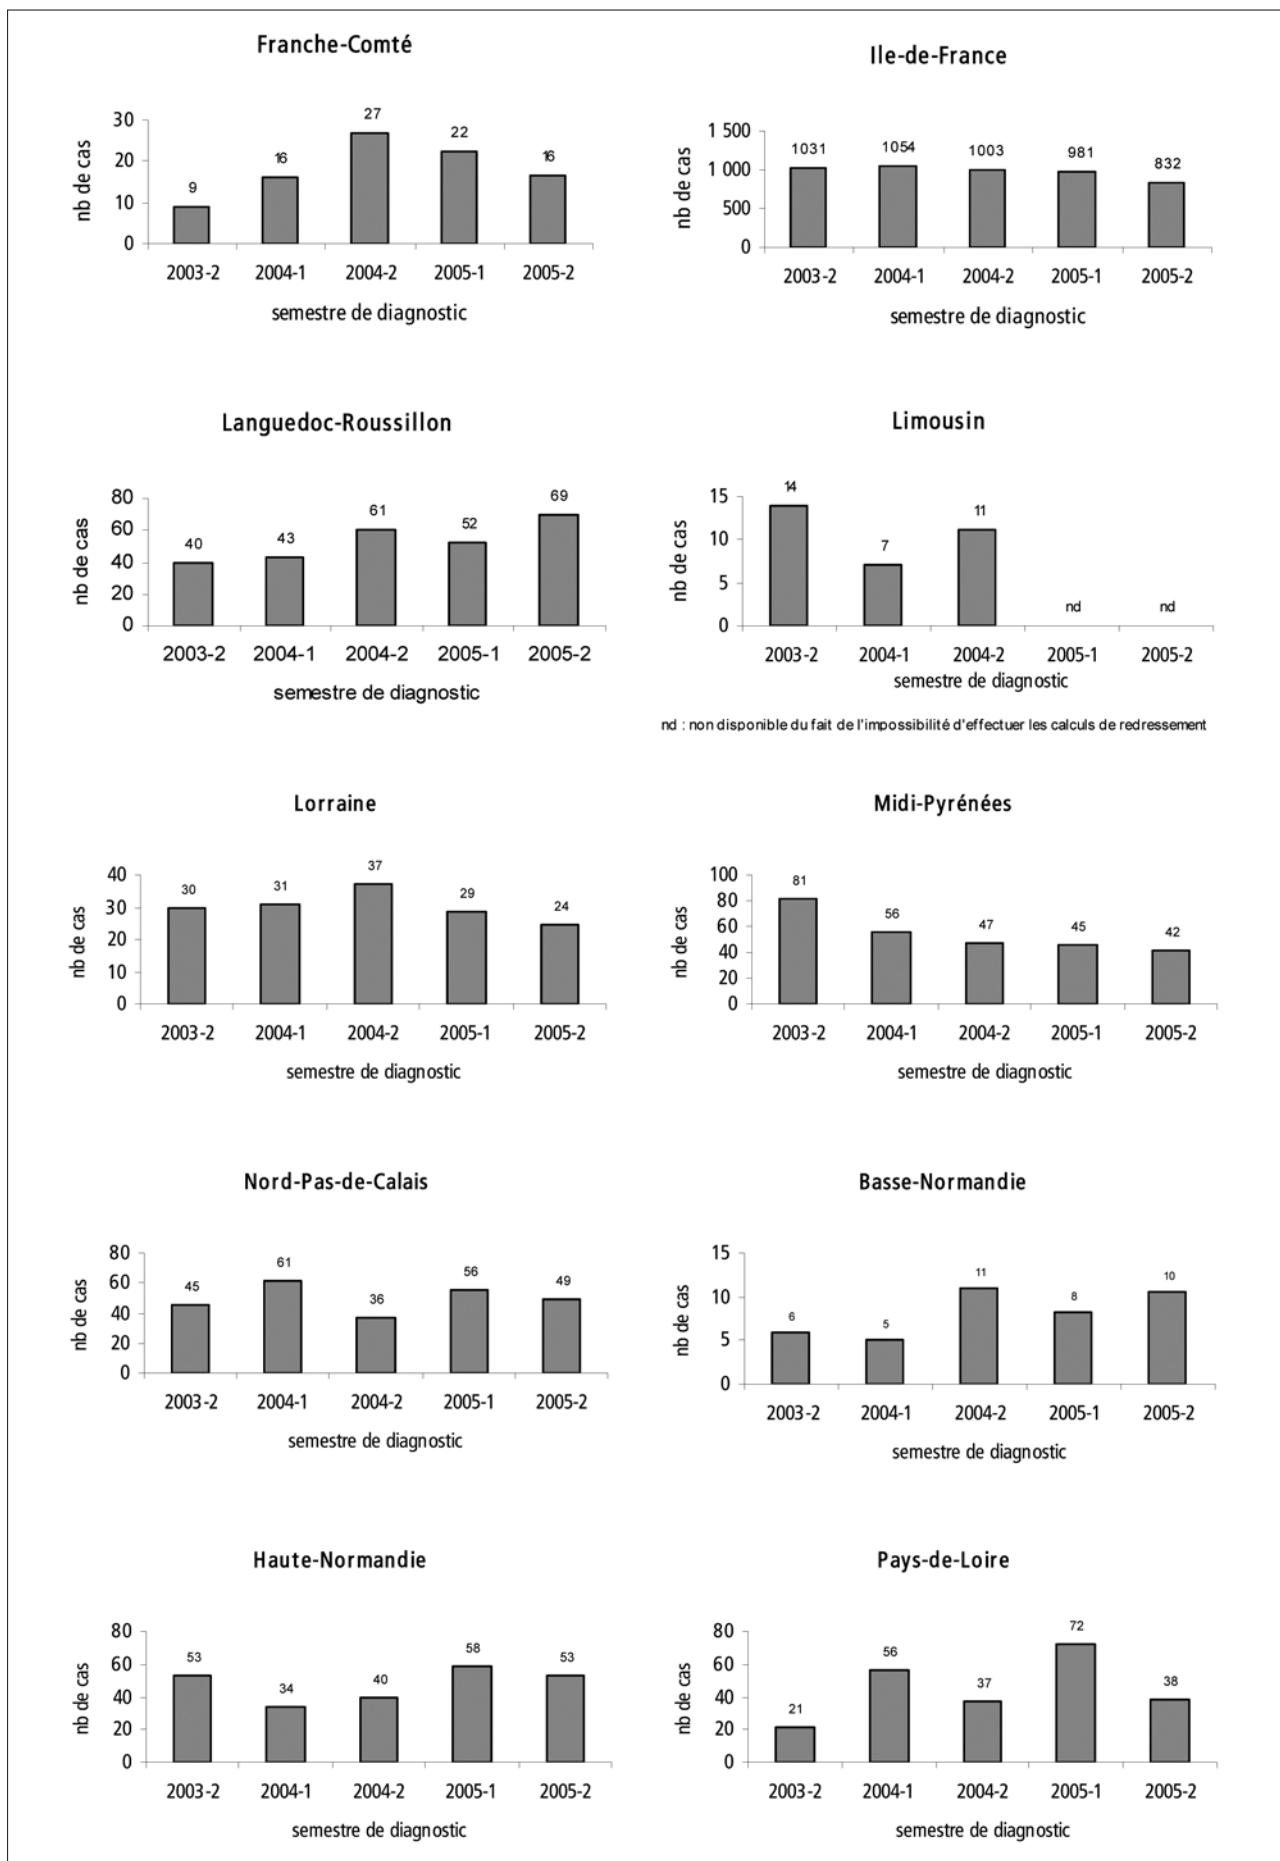 Franche-Comté
nb de cas
30
20
10
0
9
16
27
22
16
2003-2 2004-1 2004-2 2005-1 2005-2
semestre de diagnostic
Ile-de-France
nb de cas
1 500
1 000
500
0
1031
1054
1003
981
832
2003-2 2004-1 2004-2 2005-1 2005-2
semestre de diagnostic
Languedoc-Roussillon
nb de cas
80
60
40
20
0
40
43
61
52
69
2003-2 2004-1 2004-2 2005-1 2005-2
semestre de diagnostic
Limousin
nb de cas
15
10
5
0
14
7
11
nd
nd
2003-2 2004-1 2004-2 2005-1 2005-2
semestre de diagnostic
nd : non disponible du fait de l'impossibilité d'effectuer les calculs de redressement
Lorraine
nb de cas
40
30
20
10
0
30
31
37
29
24
2003-2 2004-1 2004-2 2005-1 2005-2
semestre de diagnostic
Midi-Pyrénées
nb de cas
100
80
60
40
20
0
81
56
47
45
42
2003-2 2004-1 2004-2 2005-1 2005-2
semestre de diagnostic
Nord-Pas-de-Calais
nb de cas
80
60
40
20
0
45
61
36
56
49
2003-2 2004-1 2004-2 2005-1 2005-2
semestre de diagnostic
Basse-Normandie
nb de cas
15
10
5
0
6
5
11
8
10
2003-2 2004-1 2004-2 2005-1 2005-2
semestre de diagnostic
Haute-Normandie
nb de cas
80
60
40
20
0
53
34
40
58
53
2003-2 2004-1 2004-2 2005-1 2005-2
semestre de diagnostic
Pays-de-Loire
nb de cas
80
60
40
20
0
21
56
37
72
38
2003-2 2004-1 2004-2 2005-1 2005-2
semestre de diagnostic